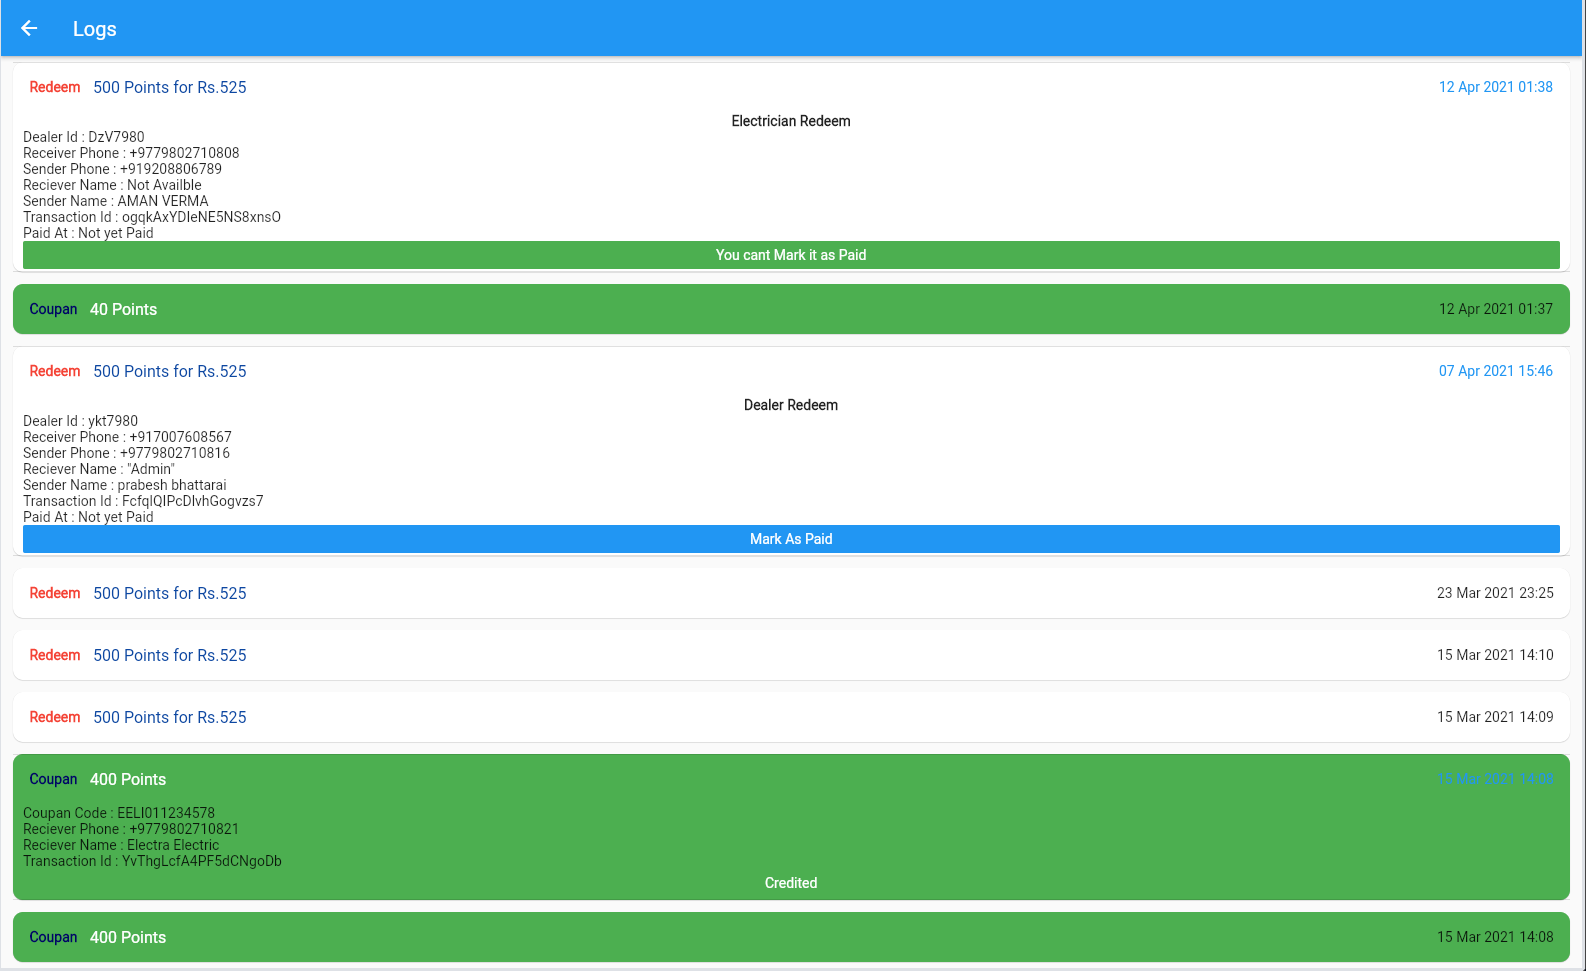 Logs
Redeem 500 Points for Rs.525 12 Apr 2021 01:38
Electrician Redeem
Dealer Id : DzV7980
Receiver Phone : +9779802710808
Sender Phone : +919208806789
Reciever Name : Not Availble
Sender Name : AMAN VERMA
Transaction Id : ogqkAxYDIeNE5NS8xnsO
Paid At : Not yet Paid
You cant Mark it as Paid
Coupan 40 Points 12 Apr 2021 01:37
Redeem 500 Points for Rs.525 07 Apr 2021 15:46
Dealer Redeem
Dealer Id : ykt7980
Receiver Phone : +917007608567
Sender Phone : +9779802710816
Reciever Name : "Admin"
Sender Name : prabesh bhattarai
Transaction Id : FcfqlQIPcDlvhGogvzs7
Paid At : Not yet Paid
Mark As Paid
Redeem 500 Points for Rs.525 23 Mar 2021 23:25
Redeem 500 Points for Rs.525 15 Mar 2021 14:10
Redeem 500 Points for Rs.525 15 Mar 2021 14:09
Coupan 400 Points 15 Mar 2021 14:08
Coupan Code : EELI011234578
Reciever Phone : +9779802710821
Reciever Name : Electra Electric
Transaction Id : YvThgLcfA4PF5dCNgoDb
Credited
Coupan 400 Points 15 Mar 2021 14:08